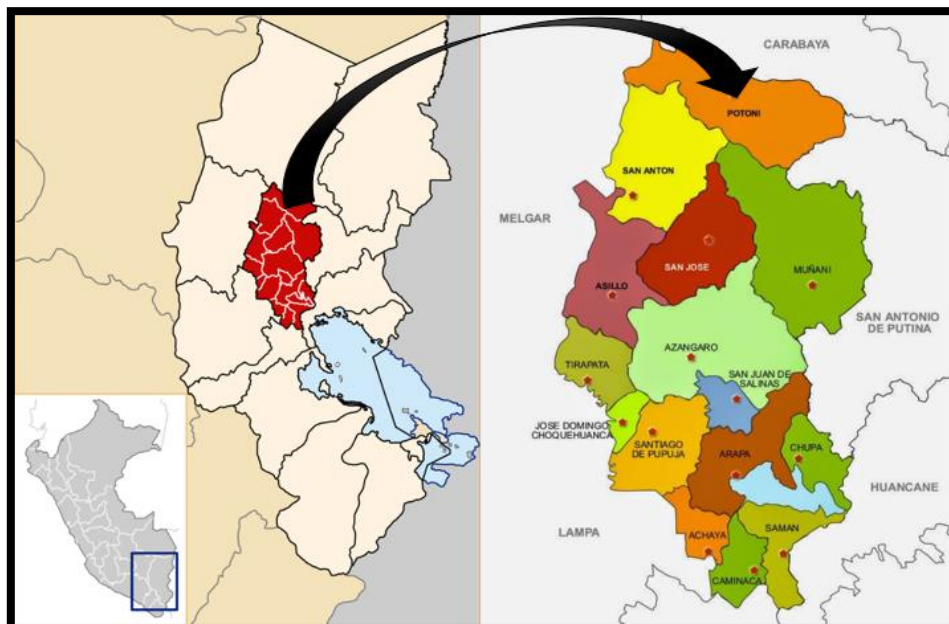 CARABAYA
POTONI
SAN ANTON
MELGAR
SAN JOSE
MUÑANI
ASILLO
SAN ANTONIO
DE PUTINA
AZANGARO
TIRAPATA
SAN JUAN DE
SALINAS
JOSE DOMINGO
CHOQUEHUANCA
SANTIAGO
DE PUPUJA
ARAPA
CHUPA
HUANCANE
LAMPA
ACHAYA
SAMAN
CAMINACA